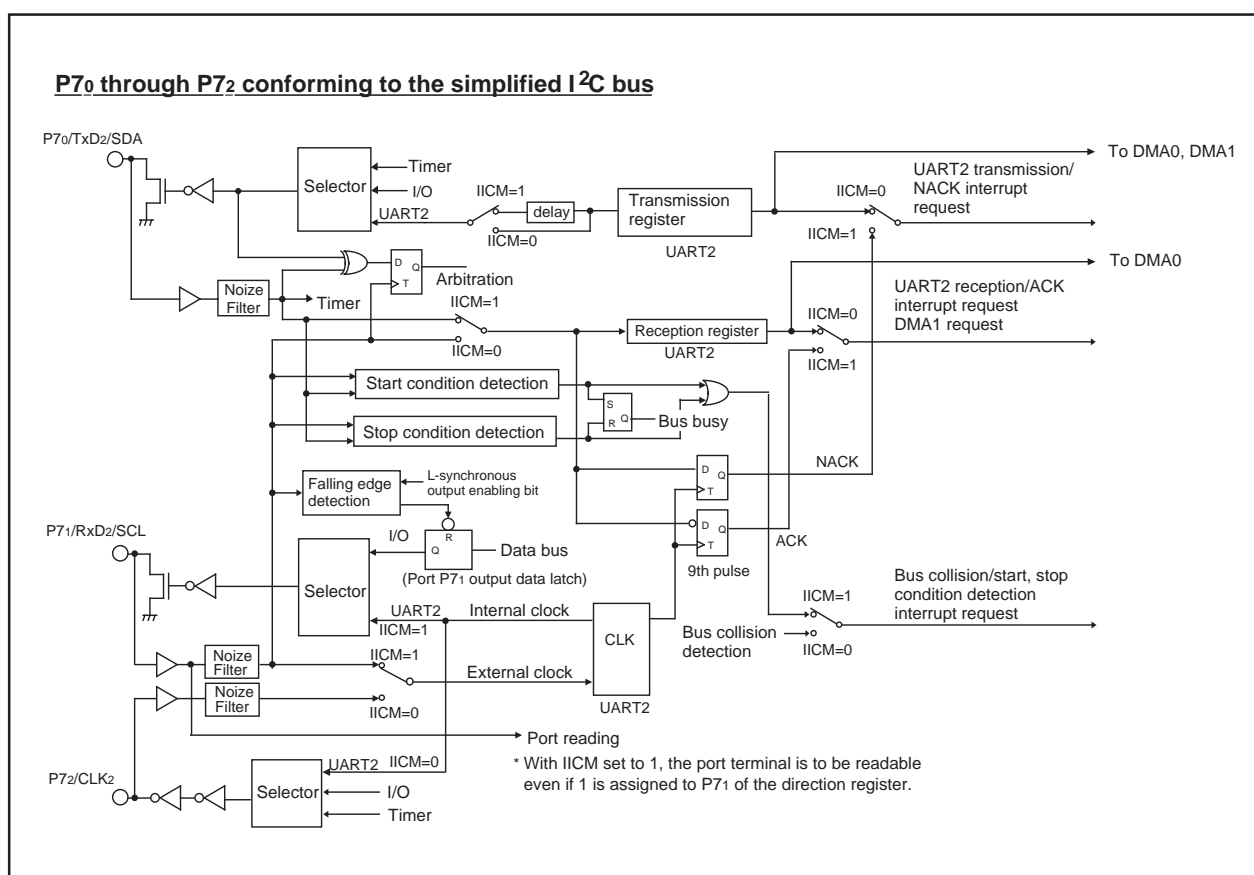 P70 through P72 conforming to the simplified I2C bus
P70/TxD2/SDA
Selector
Timer
I/O
UART2
IICM=1
delay
IICM=0
Transmission
register
UART2
To DMA0, DMA1
UART2 transmission/
NACK interrupt
request
IICM=0
IICM=1
Noize
Filter
Timer
D
Q
T
Arbitration
IICM=1
IICM=0
Reception register
UART2
To DMA0
UART2 reception/ACK
interrupt request
DMA1 request
IICM=0
IICM=1
Start condition detection
Stop condition detection
S
R
Q
Bus busy
NACK
D
Q
T
D
Q
T
ACK
9th pulse
Falling edge
detection
L-synchronous
output enabling bit
P71/RxD2/SCL
Selector
I/O
R
Q
Data bus
(Port P71 output data latch)
UART2
IICM=1
Internal clock
CLK
UART2
Bus collision/start, stop
condition detection
interrupt request
IICM=1
IICM=0
Bus collision
detection
Noize
Filter
Noize
Filter
IICM=1
IICM=0
External clock
Port reading
* With IICM set to 1, the port terminal is to be readable
even if 1 is assigned to P71 of the direction register.
P72/CLK2
Selector
UART2
IICM=0
I/O
Timer